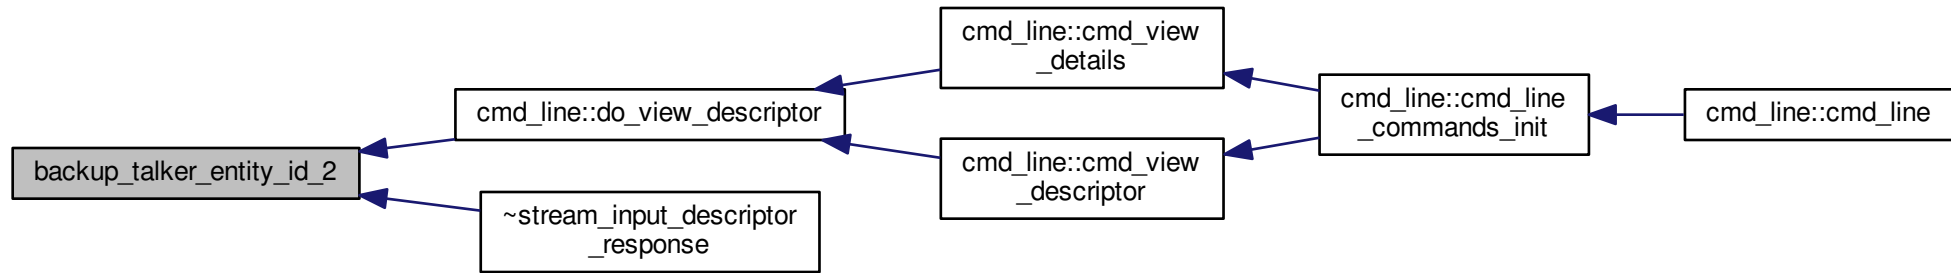 backup_talker_entity_id_2
cmd_line::do_view_descriptor
~stream_input_descriptor
_response
cmd_line::cmd_view
_details
cmd_line::cmd_view
_descriptor
cmd_line::cmd_line
_commands_init
cmd_line::cmd_line